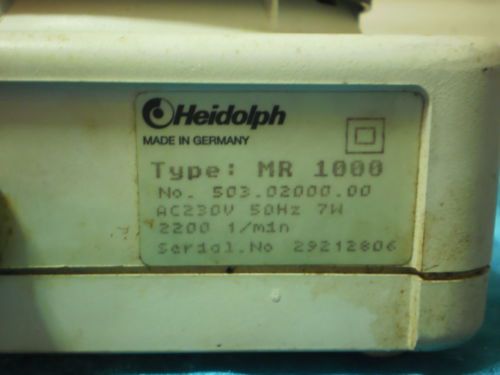 Heidolph
MADE IN GERMANY
Type: MR 1000
No. 503.02000.00
AC230V 50Hz 7W
2200 1/min
Serial.No 29212806